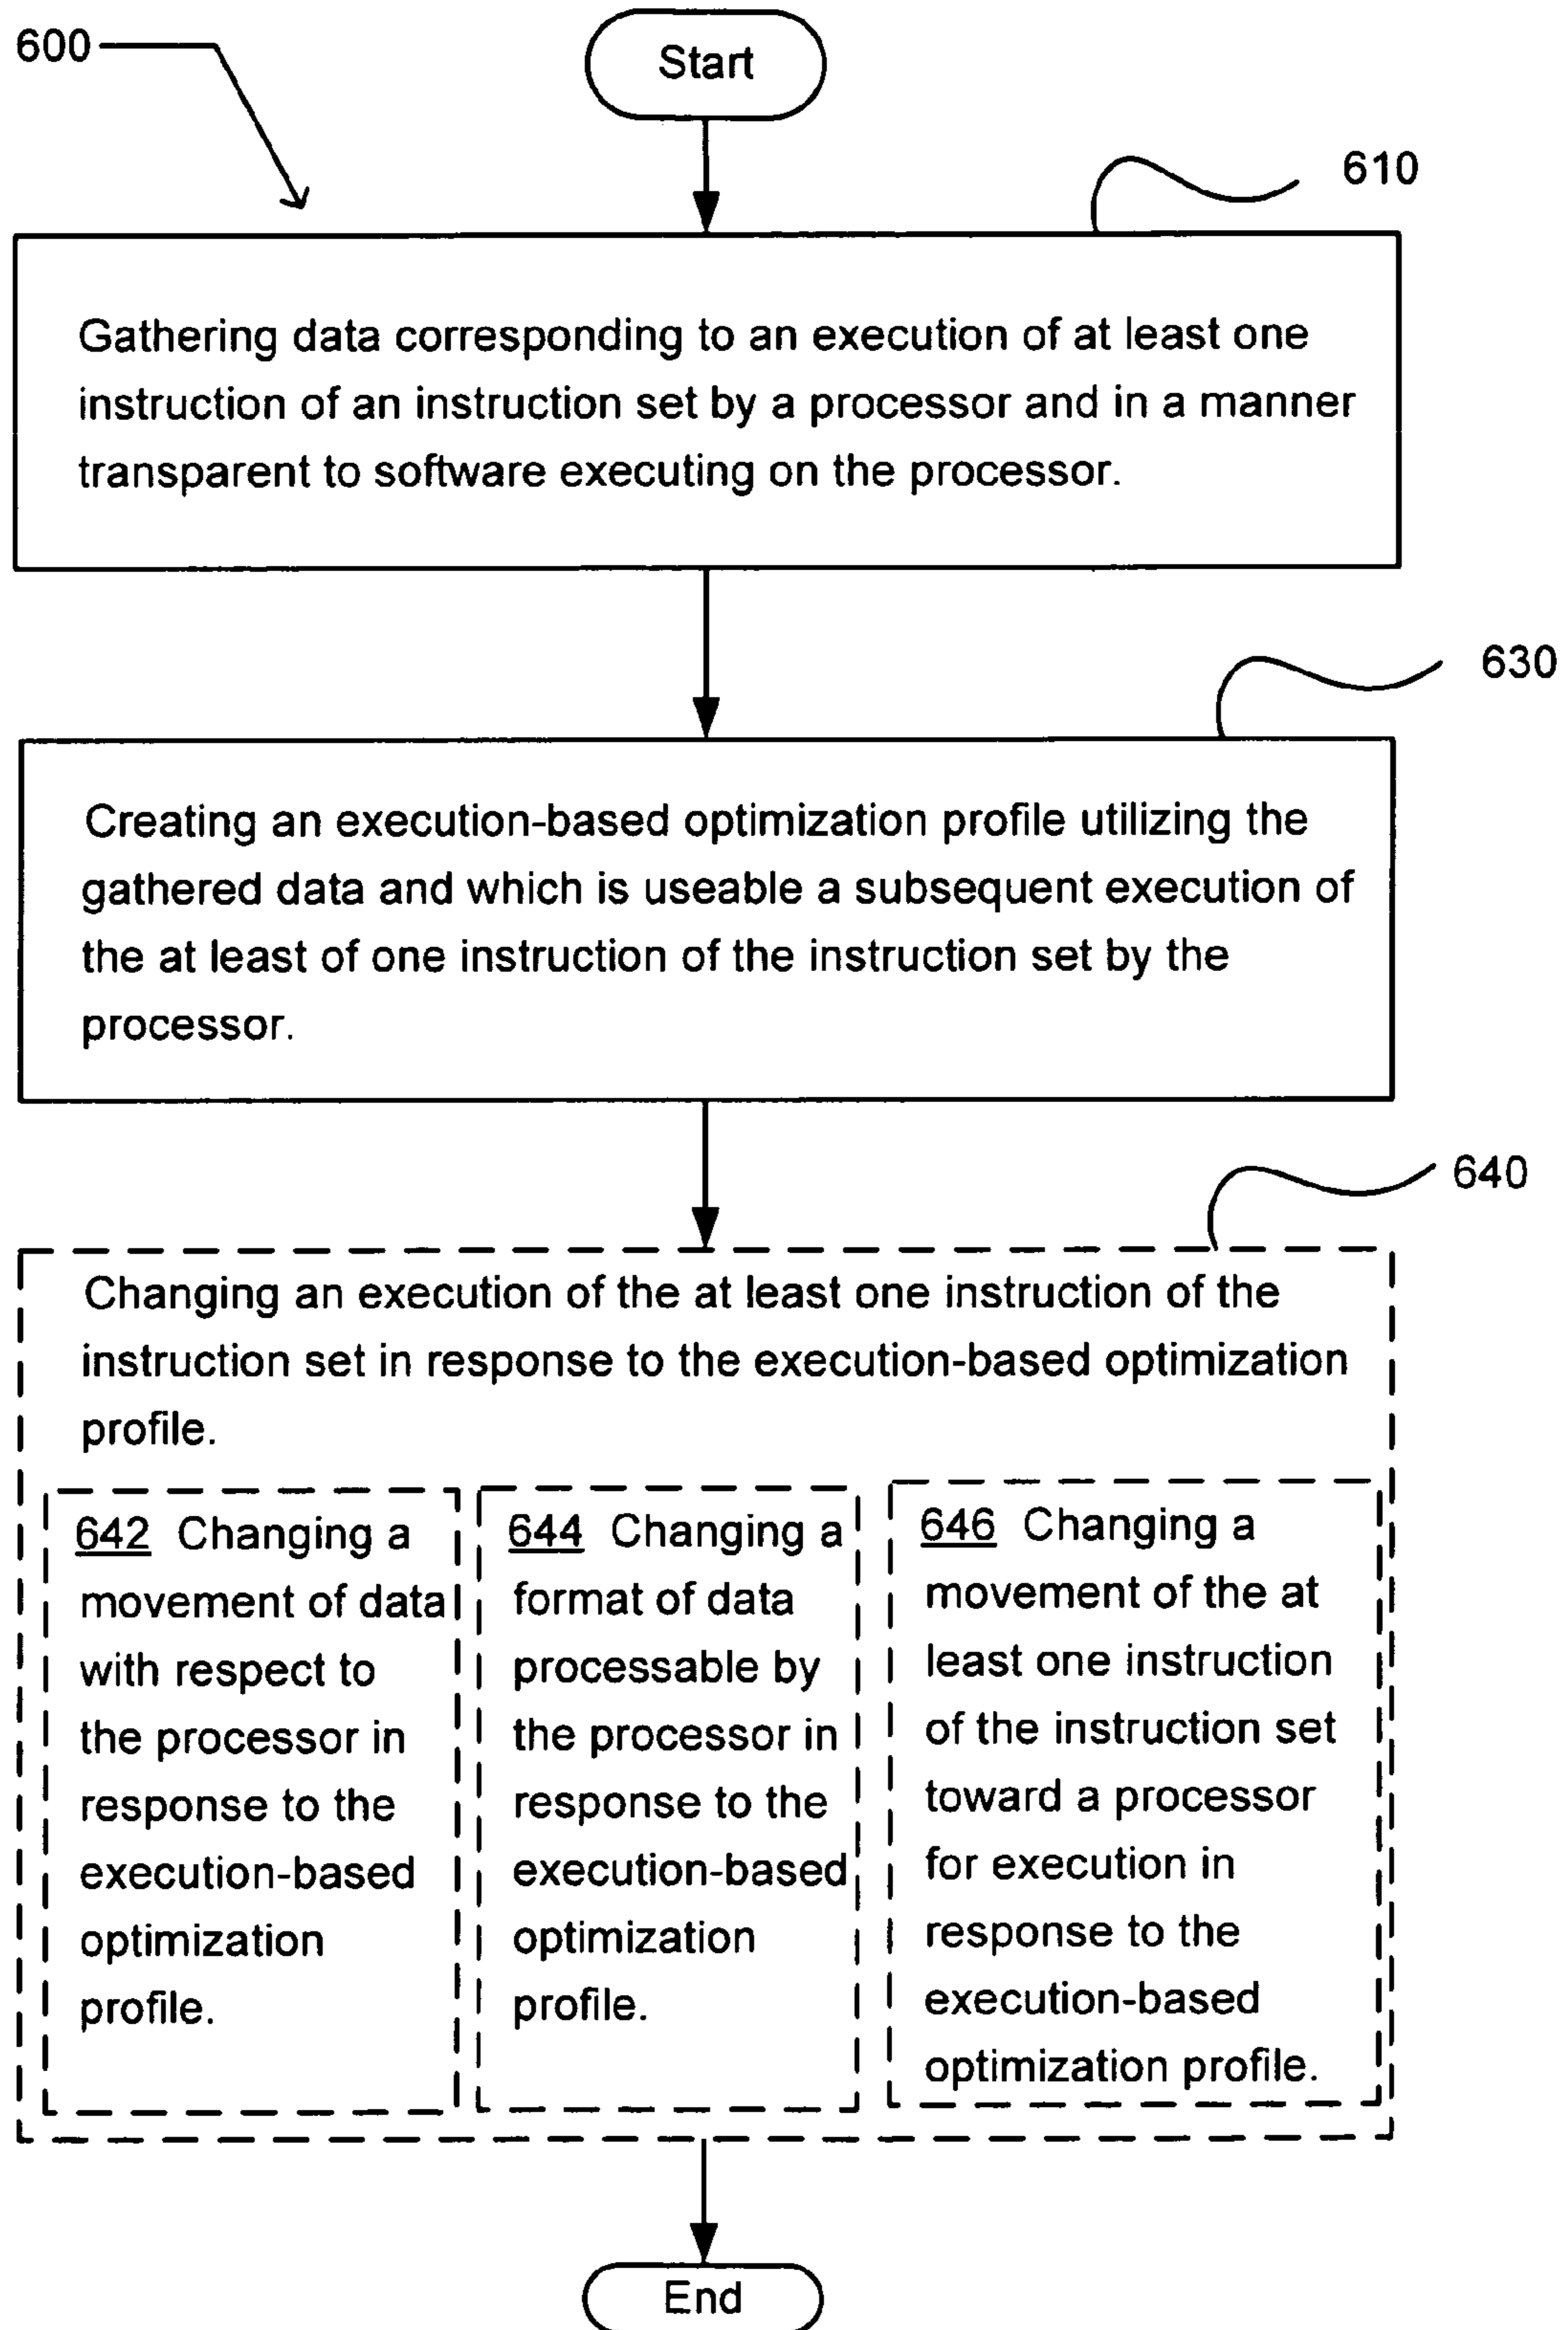 600
Start
610
Gathering data corresponding to an execution of at least one
instruction of an instruction set by a processor and in a manner
transparent to software executing on the processor.
630
Creating an execution-based optimization profile utilizing the
gathered data and which is useable a subsequent execution of
the at least of one instruction of the instruction set by the
processor.
640
Changing an execution of the at least one instruction of the
instruction set in response to the execution-based optimization
profile.
642 Changing a
movement of data
with respect to
the processor in
response to the
execution-based
optimization
profile.
644 Changing a
format of data
processable by
the processor in
response to the
execution-based
optimization
profile.
646 Changing a
movement of the at
least one instruction
of the instruction set
toward a processor
for execution in
response to the
execution-based
optimization profile.
End